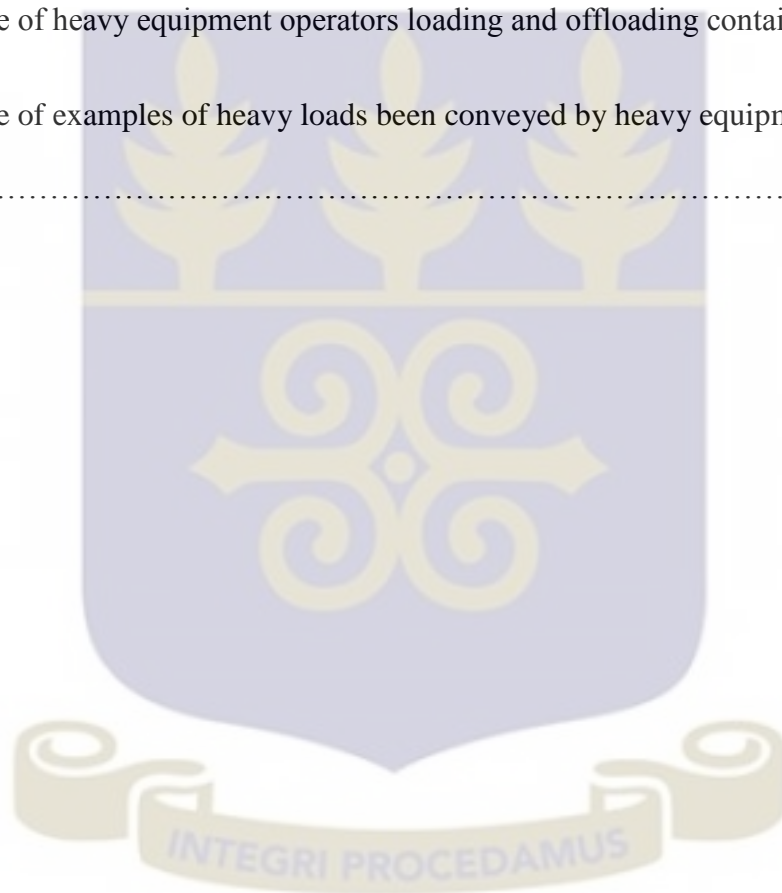 e of heavy equipment operators loading and offloading contai
e of examples of heavy loads been conveyed by heavy equipm
................................................................................
INTEGRI PROCEDAMUS